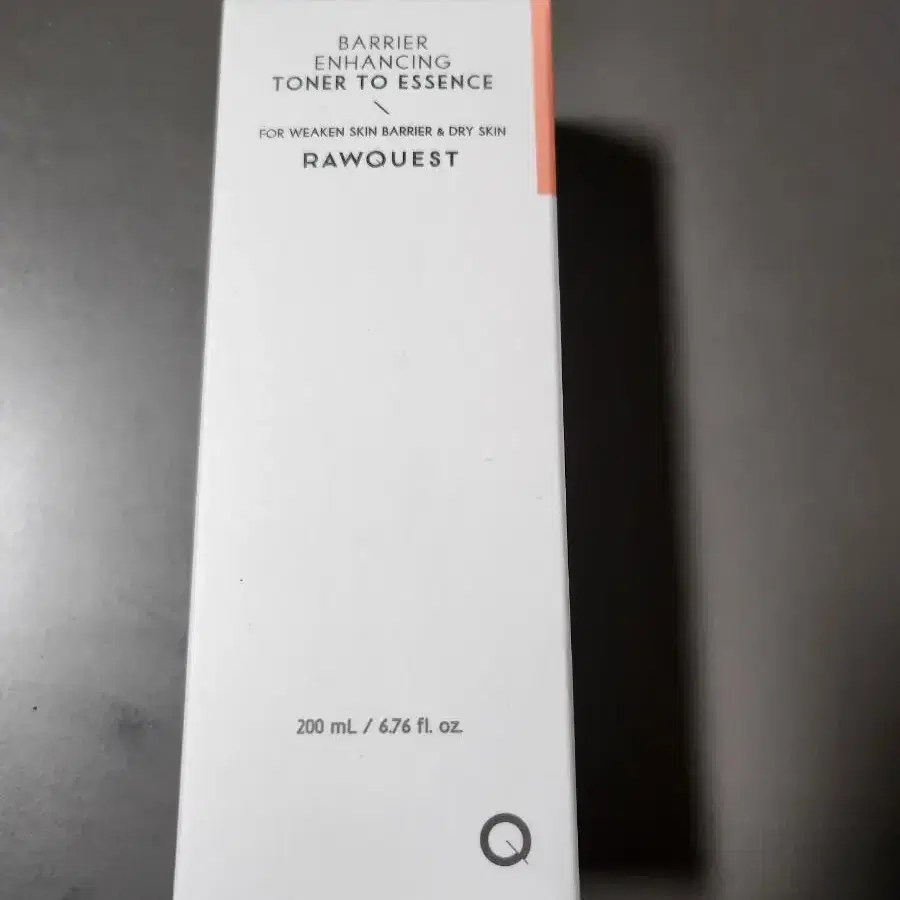 BARRIER
ENHANCING
TONER TO ESSENCE
FOR WEAKEN SKIN BARRIER & DRY SKIN
RAWQUEST
200 mL / 6.76 fl. oz.
Q